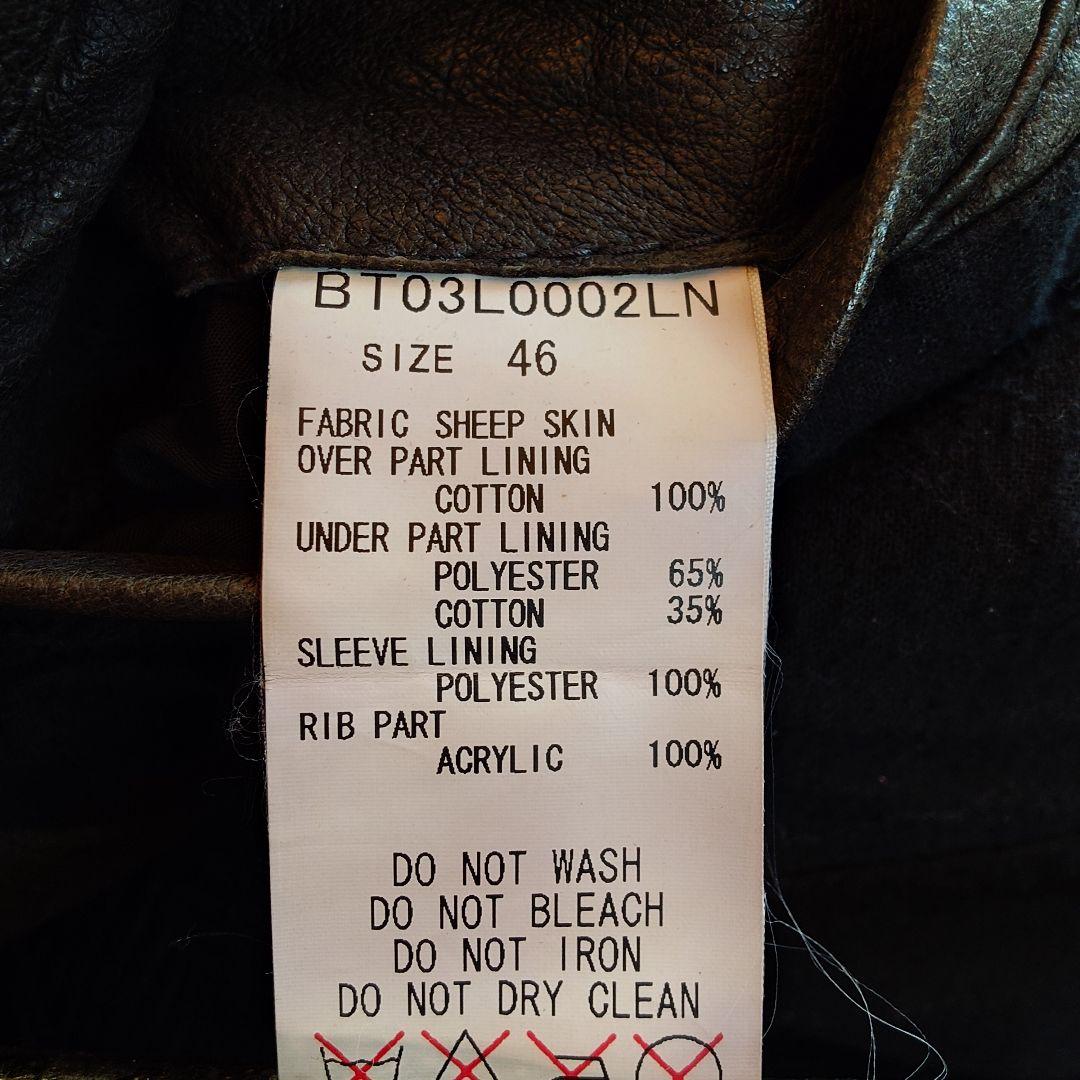 BT03L0002LN
SIZE 46
FABRIC SHEEP SKIN
OVER PART LINING
COTTON 100%
UNDER PART LINING
POLYESTER 65%
COTTON 35%
SLEEVE LINING
POLYESTER 100%
RIB PART
ACRYLIC 100%
DO NOT WASH
DO NOT BLEACH
DO NOT IRON
DO NOT DRY CLEAN